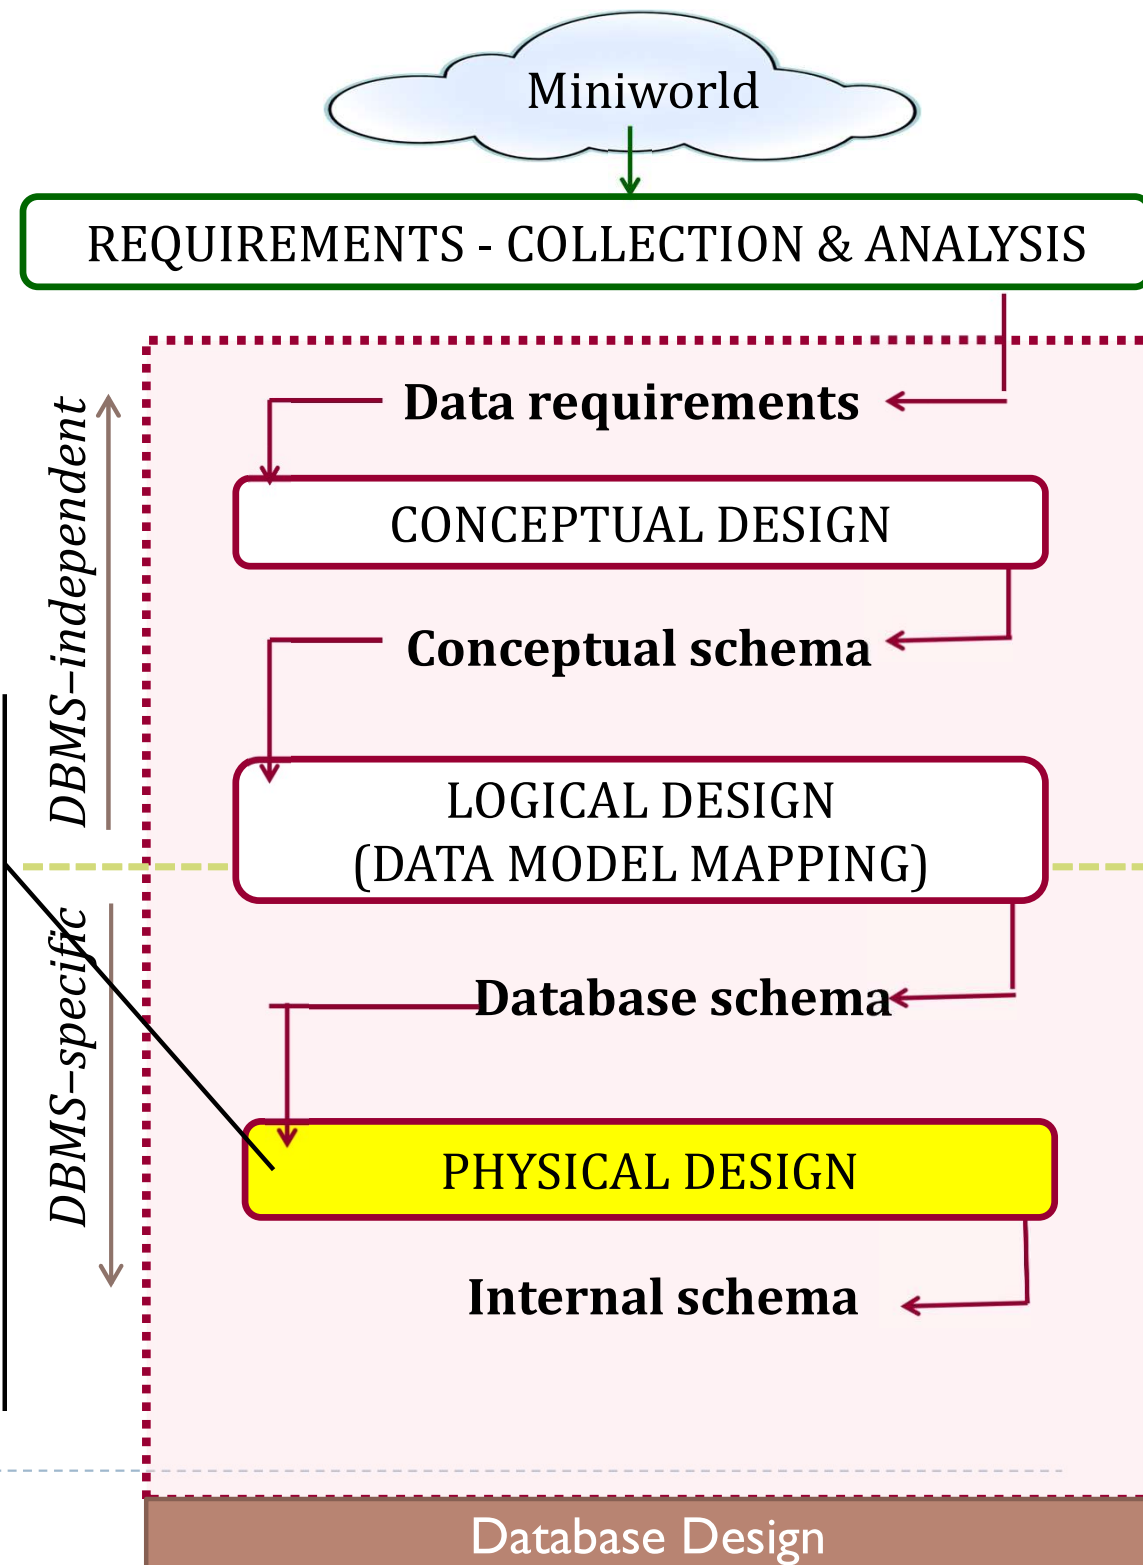 Miniworld
REQUIREMENTS - COLLECTION & ANALYSIS
Data requirements
CONCEPTUAL DESIGN
Conceptual schema
LOGICAL DESIGN
(DATA MODEL MAPPING)
Database schema
PHYSICAL DESIGN
Internal schema
DBMS–independent
DBMS–specific
Database Design